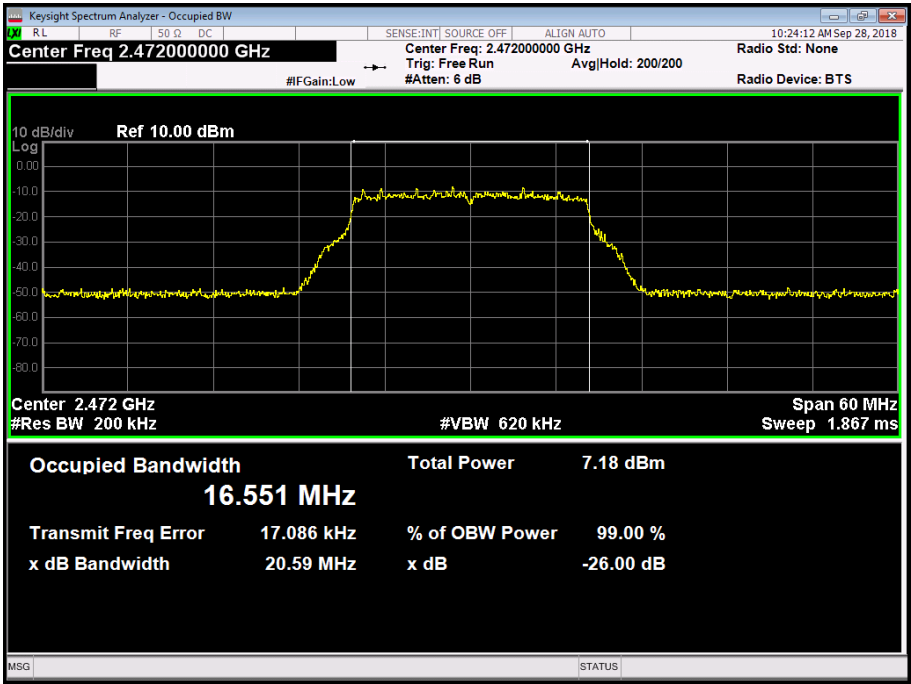 Keysight Spectrum Analyzer - Occupied BW
LXI RL RF 50 Ω DC SENSE:INT SOURCE OFF ALIGN AUTO 10:24:12 AM Sep 28, 2018
Center Freq 2.472000000 GHz Center Freq: 2.472000000 GHz Radio Std: None
Trig: Free Run Avg|Hold: 200/200
#IFGain:Low #Atten: 6 dB Radio Device: BTS
10 dB/div Ref 10.00 dBm
Log
0.00
-10.0
-20.0
-30.0
-40.0
-50.0
-60.0
-70.0
-80.0
Center 2.472 GHz Span 60 MHz
#Res BW 200 kHz #VBW 620 kHz Sweep 1.867 ms
Occupied Bandwidth Total Power 7.18 dBm
16.551 MHz
Transmit Freq Error 17.086 kHz % of OBW Power 99.00 %
x dB Bandwidth 20.59 MHz x dB -26.00 dB
MSG STATUS